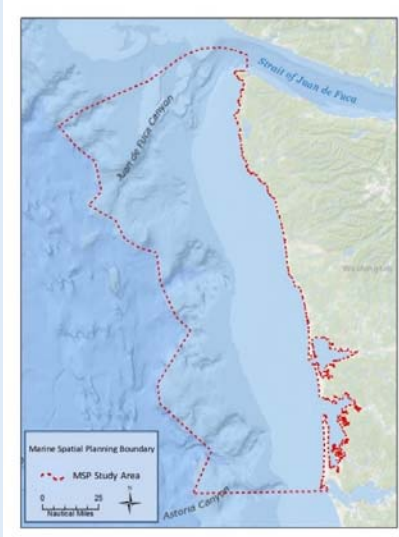 Strait of Juan de Fuca
Juan de Fuca Canyon
Washington
Marine Spatial Planning Boundary
MSP Study Area
0 25
Nautical Miles
Astoria Canyon